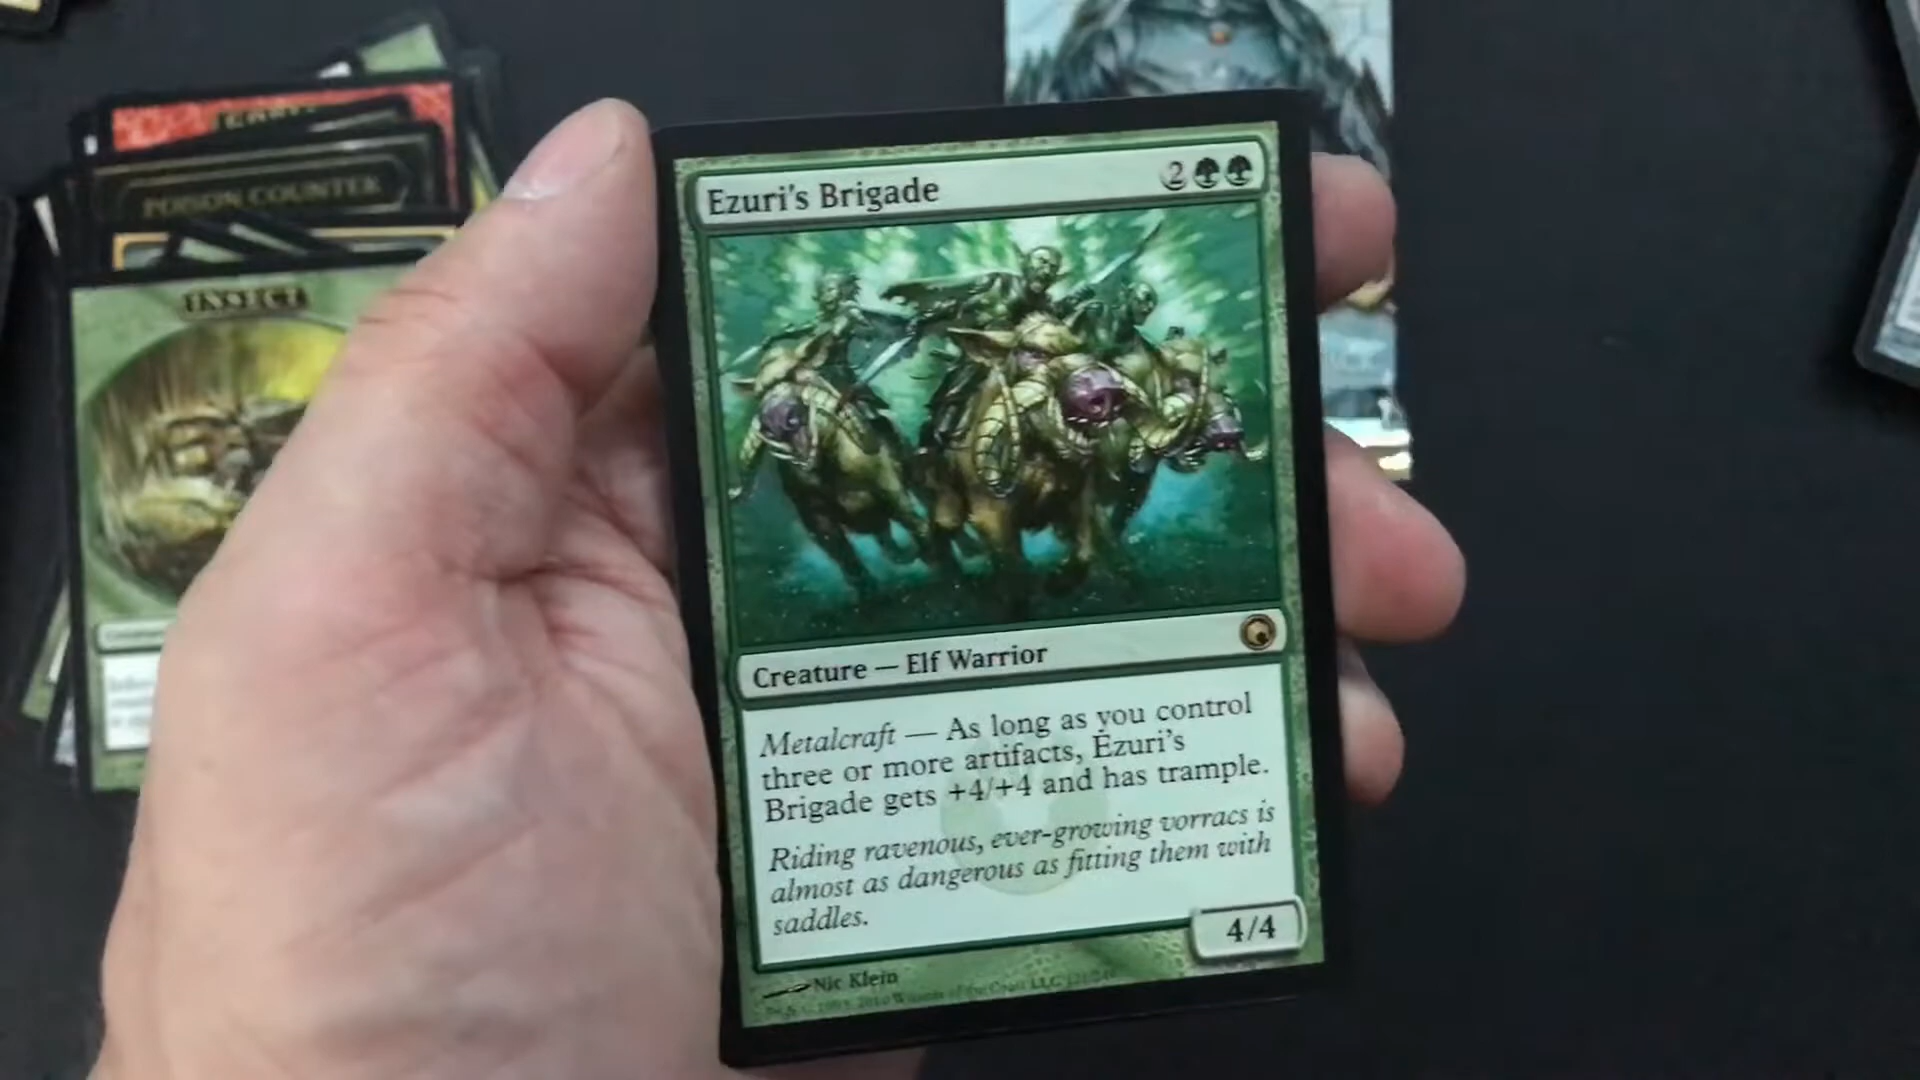 POISON COUNTER
INSECT
Ezuri's Brigade
2
Creature — Elf Warrior
Metalcraft — As long as you control
three or more artifacts, Ezuri's
Brigade gets +4/+4 and has trample.
Riding ravenous, ever-growing vorracs is
almost as dangerous as fitting them with
saddles.
4/4
Nic Klein